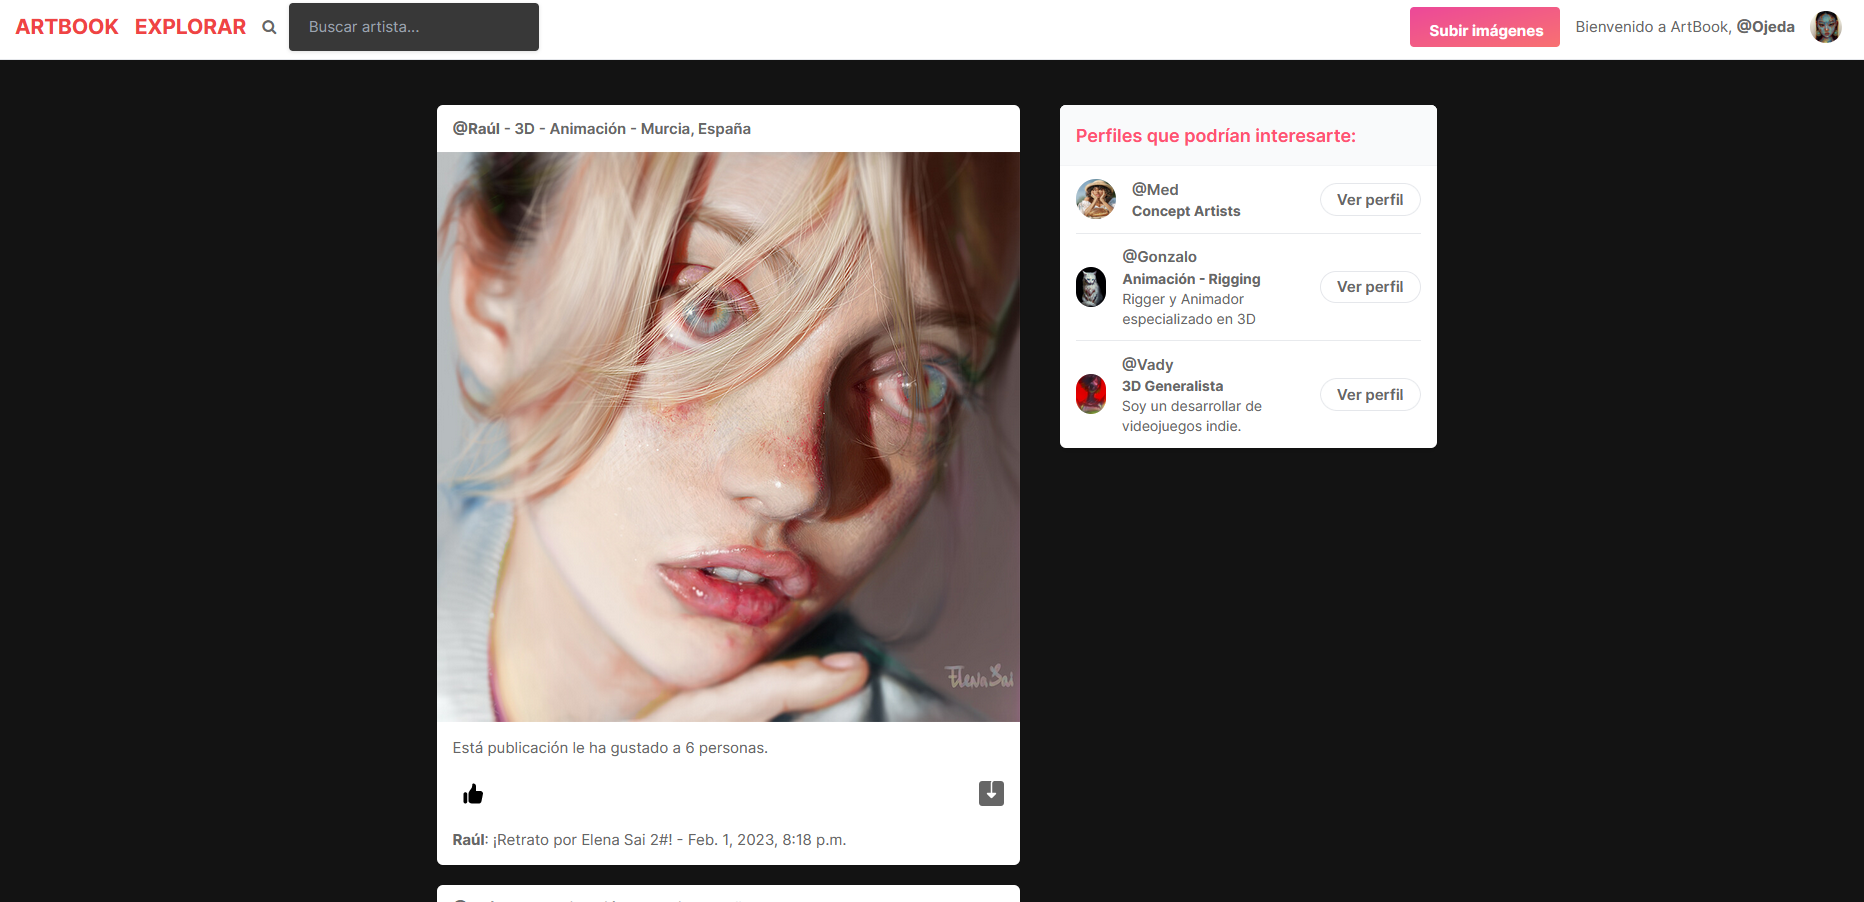 ARTBOOK EXPLORAR Buscar artista... Subir imágenes Bienvenido a ArtBook, @Ojeda
@Raúl - 3D - Animación - Murcia, España
Elena Sai
Está publicación le ha gustado a 6 personas.
Raúl: ¡Retrato por Elena Sai 2#! - Feb. 1, 2023, 8:18 p.m.
Perfiles que podrían interesarte:
@Med
Concept Artists
Ver perfil
@Gonzalo
Animación - Rigging
Rigger y Animador
especializado en 3D
Ver perfil
@Vady
3D Generalista
Soy un desarrollar de
videojuegos indie.
Ver perfil